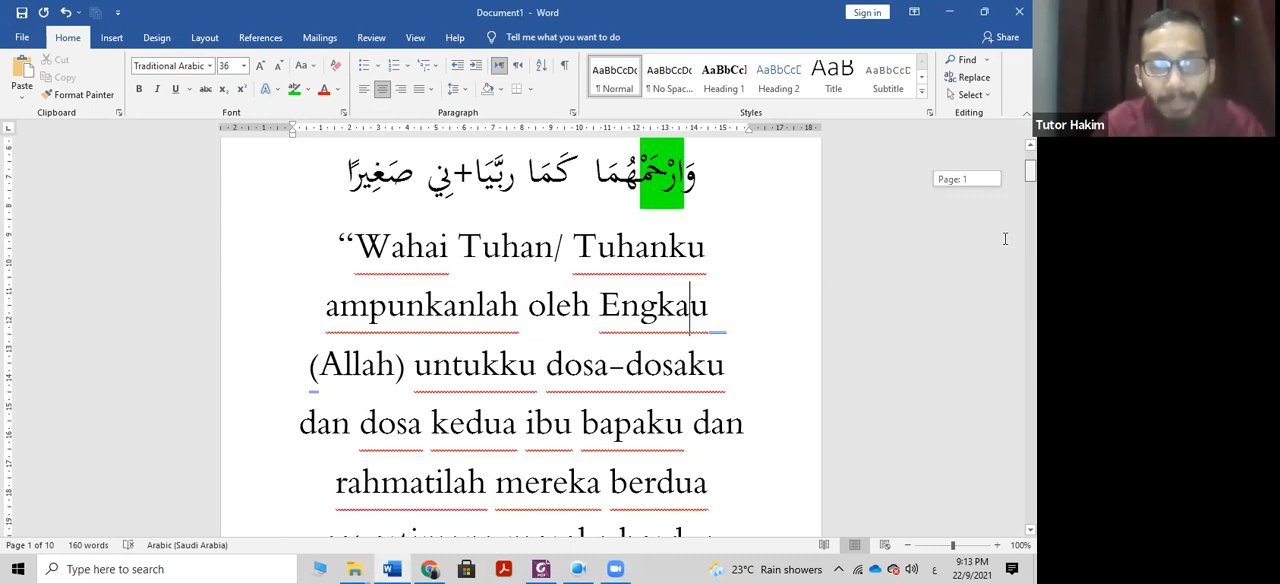 Document1 - Word
Sign in
File Home Insert Design Layout References Mailings Review View Help Tell me what you want to do Share
Paste
Cut
Copy
Format Painter
Clipboard
Traditional Arabic 36
Font
Paragraph
AaBbCcDc AaBbCcDc AaBbCc AaBbCcC AaB AaBbCcD
¶ Normal ¶ No Spac... Heading 1 Heading 2 Title Subtitle
Styles
Find
Replace
Select
Editing
Tutor Hakim
Page: 1
وَارْحَمْهُمَا كَمَا رَبَّيَا+نِي صَغِيرًا
“Wahai Tuhan/ Tuhanku
ampunkanlah oleh Engkau
(Allah) untukku dosa-dosaku
dan dosa kedua ibu bapaku dan
rahmatilah mereka berdua
Page 1 of 10 160 words Arabic (Saudi Arabia) 100%
Type here to search
23°C Rain showers
9:13 PM
22/9/2021